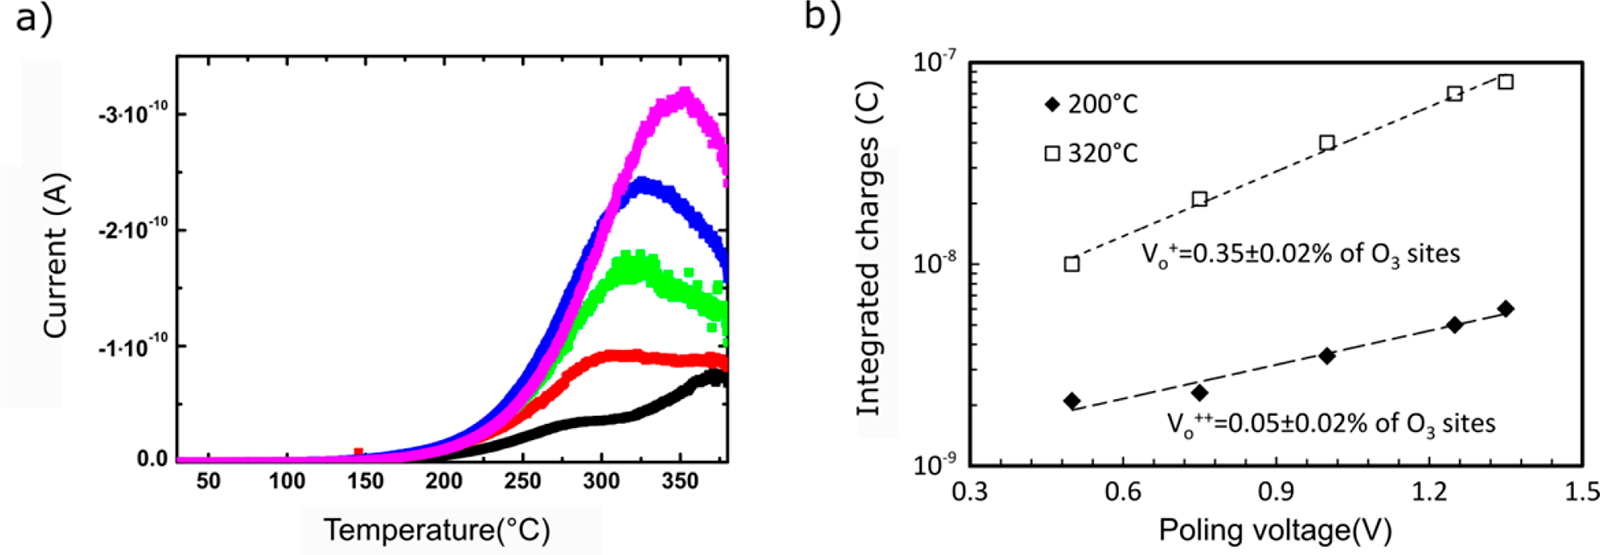 a)
Current (A)
-3·10⁻¹⁰
-2·10⁻¹⁰
-1·10⁻¹⁰
0.0
50 100 150 200 250 300 350
Temperature(°C)
b)
Integrated charges (C)
10⁻⁷
10⁻⁸
10⁻⁹
200°C
320°C
Vₒ⁺=0.35±0.02% of O₃ sites
Vₒ⁺⁺=0.05±0.02% of O₃ sites
0.3 0.6 0.9 1.2 1.5
Poling voltage(V)